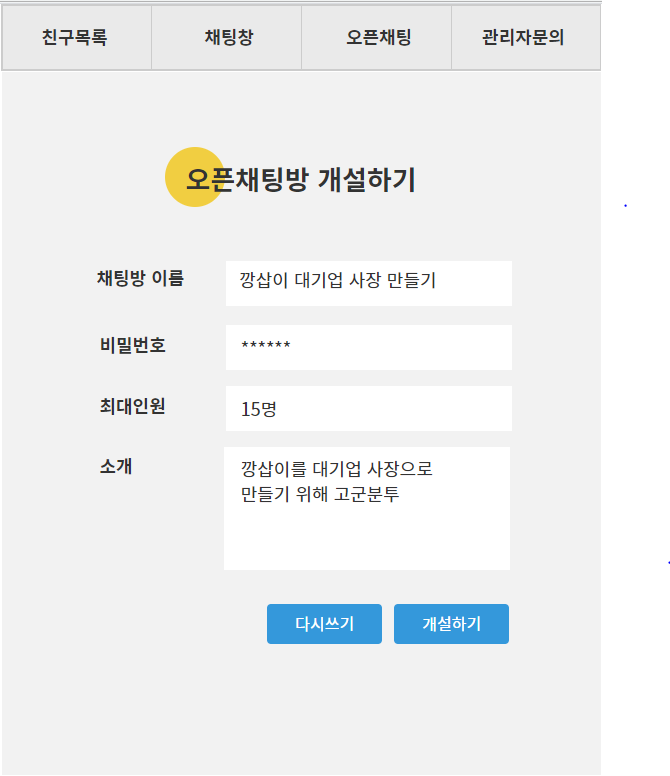 친구목록 채팅창 오픈채팅 관리자문의
오픈채팅방 개설하기
채팅방 이름 깡삽이 대기업 사장 만들기
비밀번호 ******
최대인원 15명
소개 깡삽이를 대기업 사장으로
만들기 위해 고군분투
다시쓰기 개설하기